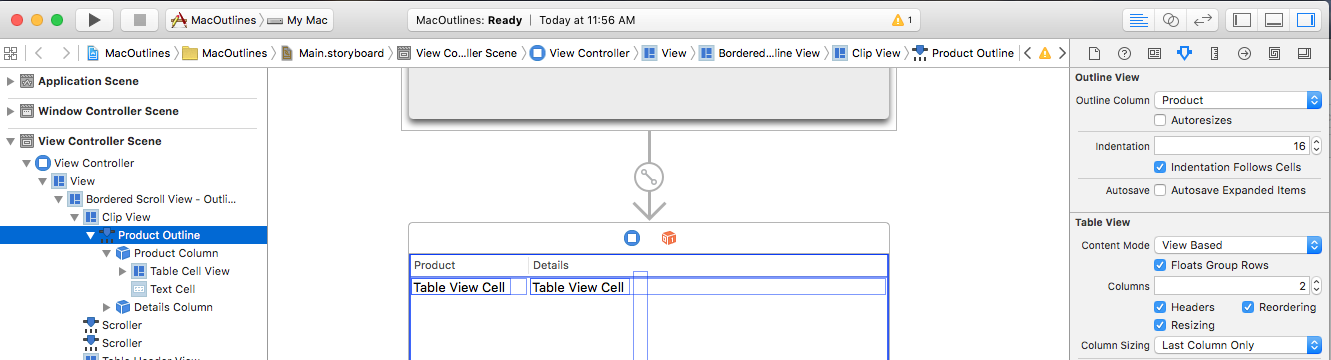 MacOutlines
My Mac
MacOutlines: Ready
Today at 11:56 AM
1
MacOutlines
MacOutlines
Main.storyboard
View Co...ller Scene
View Controller
View
Bordered...line View
Clip View
Product Outline
Application Scene
Window Controller Scene
View Controller Scene
View Controller
View
Bordered Scroll View - Outli...
Clip View
Product Outline
Product Column
Table Cell View
Text Cell
Details Column
Scroller
Scroller
Table Header View
Product
Details
Table View Cell
Table View Cell
Outline View
Outline Column
Product
Autoresizes
Indentation
16
Indentation Follows Cells
Autosave
Autosave Expanded Items
Table View
Content Mode
View Based
Floats Group Rows
Columns
2
Headers
Reordering
Resizing
Column Sizing
Last Column Only